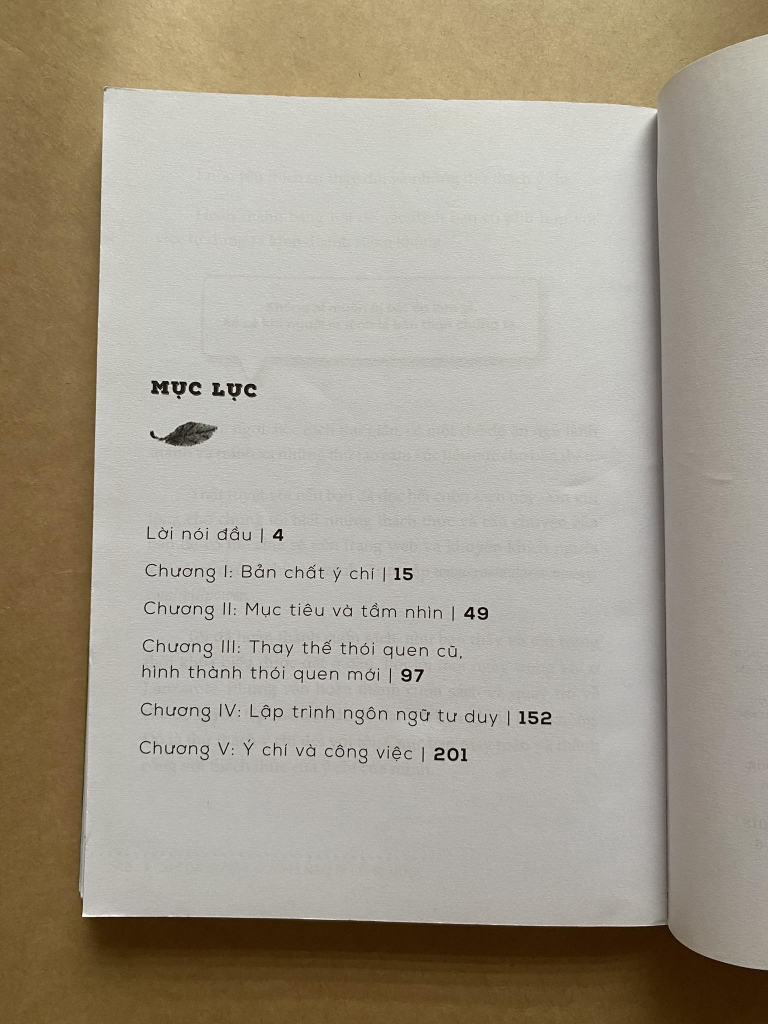 MỤC LỤC
Lời nói đầu | 4
Chương I: Bản chất ý chí | 15
Chương II: Mục tiêu và tầm nhìn | 49
Chương III: Thay thế thói quen cũ,
hình thành thói quen mới | 97
Chương IV: Lập trình ngôn ngữ tư duy | 152
Chương V: Ý chí và công việc | 201